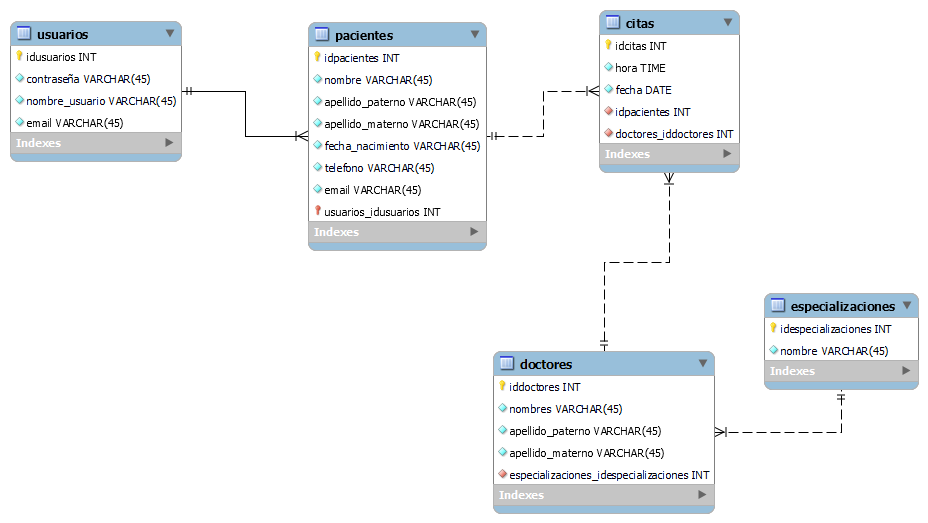 usuarios
idusuarios INT
contraseña VARCHAR(45)
nombre_usuario VARCHAR(45)
email VARCHAR(45)
Indexes
pacientes
idpacientes INT
nombre VARCHAR(45)
apellido_paterno VARCHAR(45)
apellido_materno VARCHAR(45)
fecha_nacimiento VARCHAR(45)
telefono VARCHAR(45)
email VARCHAR(45)
usuarios_idusuarios INT
Indexes
citas
idcitas INT
hora TIME
fecha DATE
idpacientes INT
doctores_iddoctores INT
Indexes
especializaciones
idespecializaciones INT
nombre VARCHAR(45)
Indexes
doctores
iddoctores INT
nombres VARCHAR(45)
apellido_paterno VARCHAR(45)
apellido_materno VARCHAR(45)
especializaciones_idespecializaciones INT
Indexes